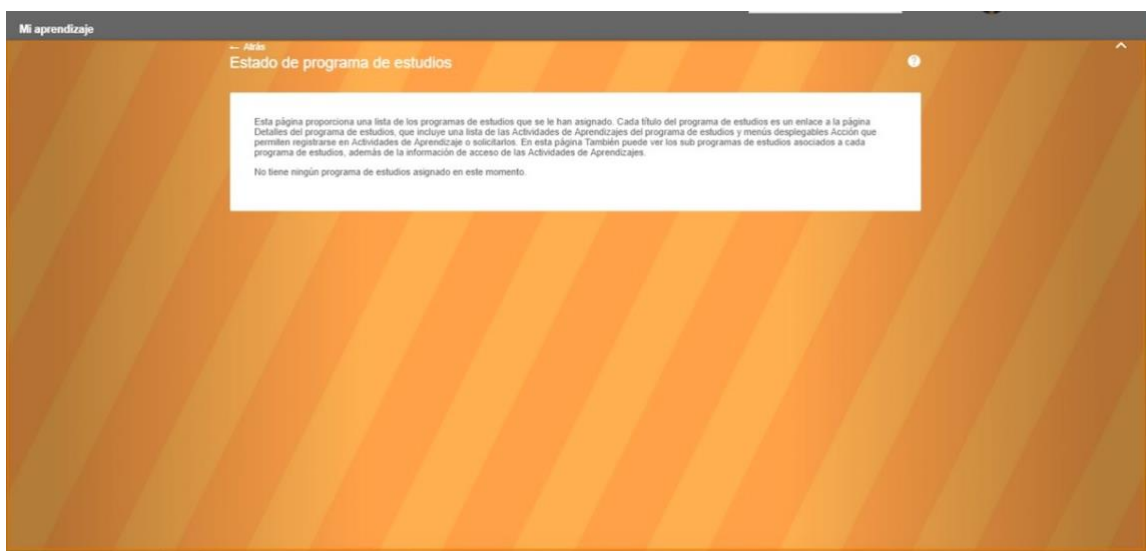 Mi aprendizaje
← Atrás
Estado de programa de estudios
Esta página proporciona una lista de los programas de estudios que se le han asignado. Cada título del programa de estudios es un enlace a la página
Detalles del programa de estudios, que incluye una lista de las Actividades de Aprendizajes del programa de estudios y menús desplegables Acción que
permiten registrarse en Actividades de Aprendizaje o solicitarlos. En esta página También puede ver los sub programas de estudios asociados a cada
programa de estudios, además de la información de acceso de las Actividades de Aprendizajes.
No tiene ningún programa de estudios asignado en este momento.